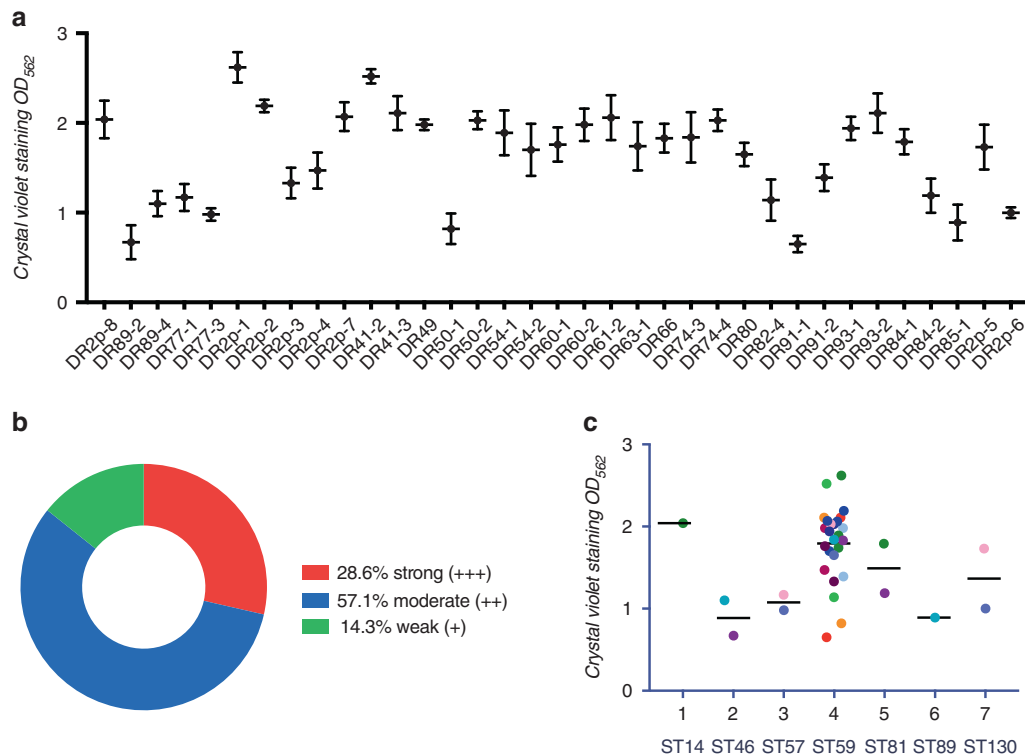 a
Crystal violet staining OD562
3
2
1
0
DR2p-8 DR89-2 DR89-4 DR77-1 DR77-3 DR2p-1 DR2p-2 DR2p-3 DR2p-4 DR2p-7 DR41-2 DR41-3 DR49 DR50-1 DR50-2 DR54-1 DR54-2 DR60-1 DR60-2 DR61-2 DR63-1 DR66 DR74-3 DR74-4 DR80 DR82-4 DR911-1 DR911-2 DR93-1 DR93-2 DR84-1 DR84-2 DR85-1 DR2p-5 DR2p-6
b
28.6% strong (+++)
57.1% moderate (++)
14.3% weak (+)
c
Crystal violet staining OD562
3
2
1
0
1 2 3 4 5 6 7
ST14 ST46 ST57 ST59 ST81 ST89 ST130